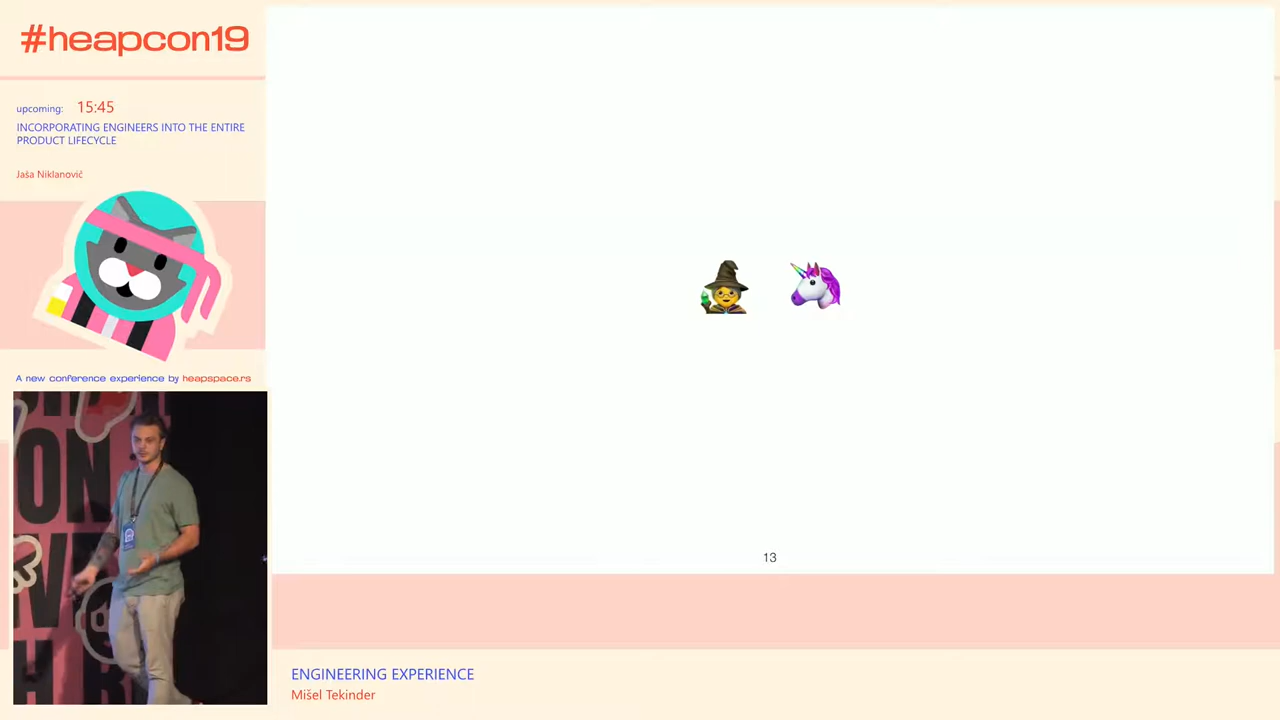 #heapcon19
upcoming: 15:45
INCORPORATING ENGINEERS INTO THE ENTIRE
PRODUCT LIFECYCLE
Jaša Niklanović
A new conference experience by heapspace.rs
ON
13
ENGINEERING EXPERIENCE
Mišel Tekinder